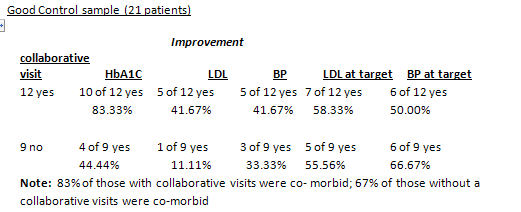 Good Control sample (21 patients)
Improvement
collaborative
visit HbA1C LDL BP LDL at target BP at target
12 yes 10 of 12 yes 5 of 12 yes 5 of 12 yes 7 of 12 yes 6 of 12 yes
83.33% 41.67% 41.67% 58.33% 50.00%
9 no 4 of 9 yes 1 of 9 yes 3 of 9 yes 5 of 9 yes 6 of 9 yes
44.44% 11.11% 33.33% 55.56% 66.67%
Note: 83% of those with collaborative visits were co- morbid; 67% of those without a
collaborative visits were co-morbid